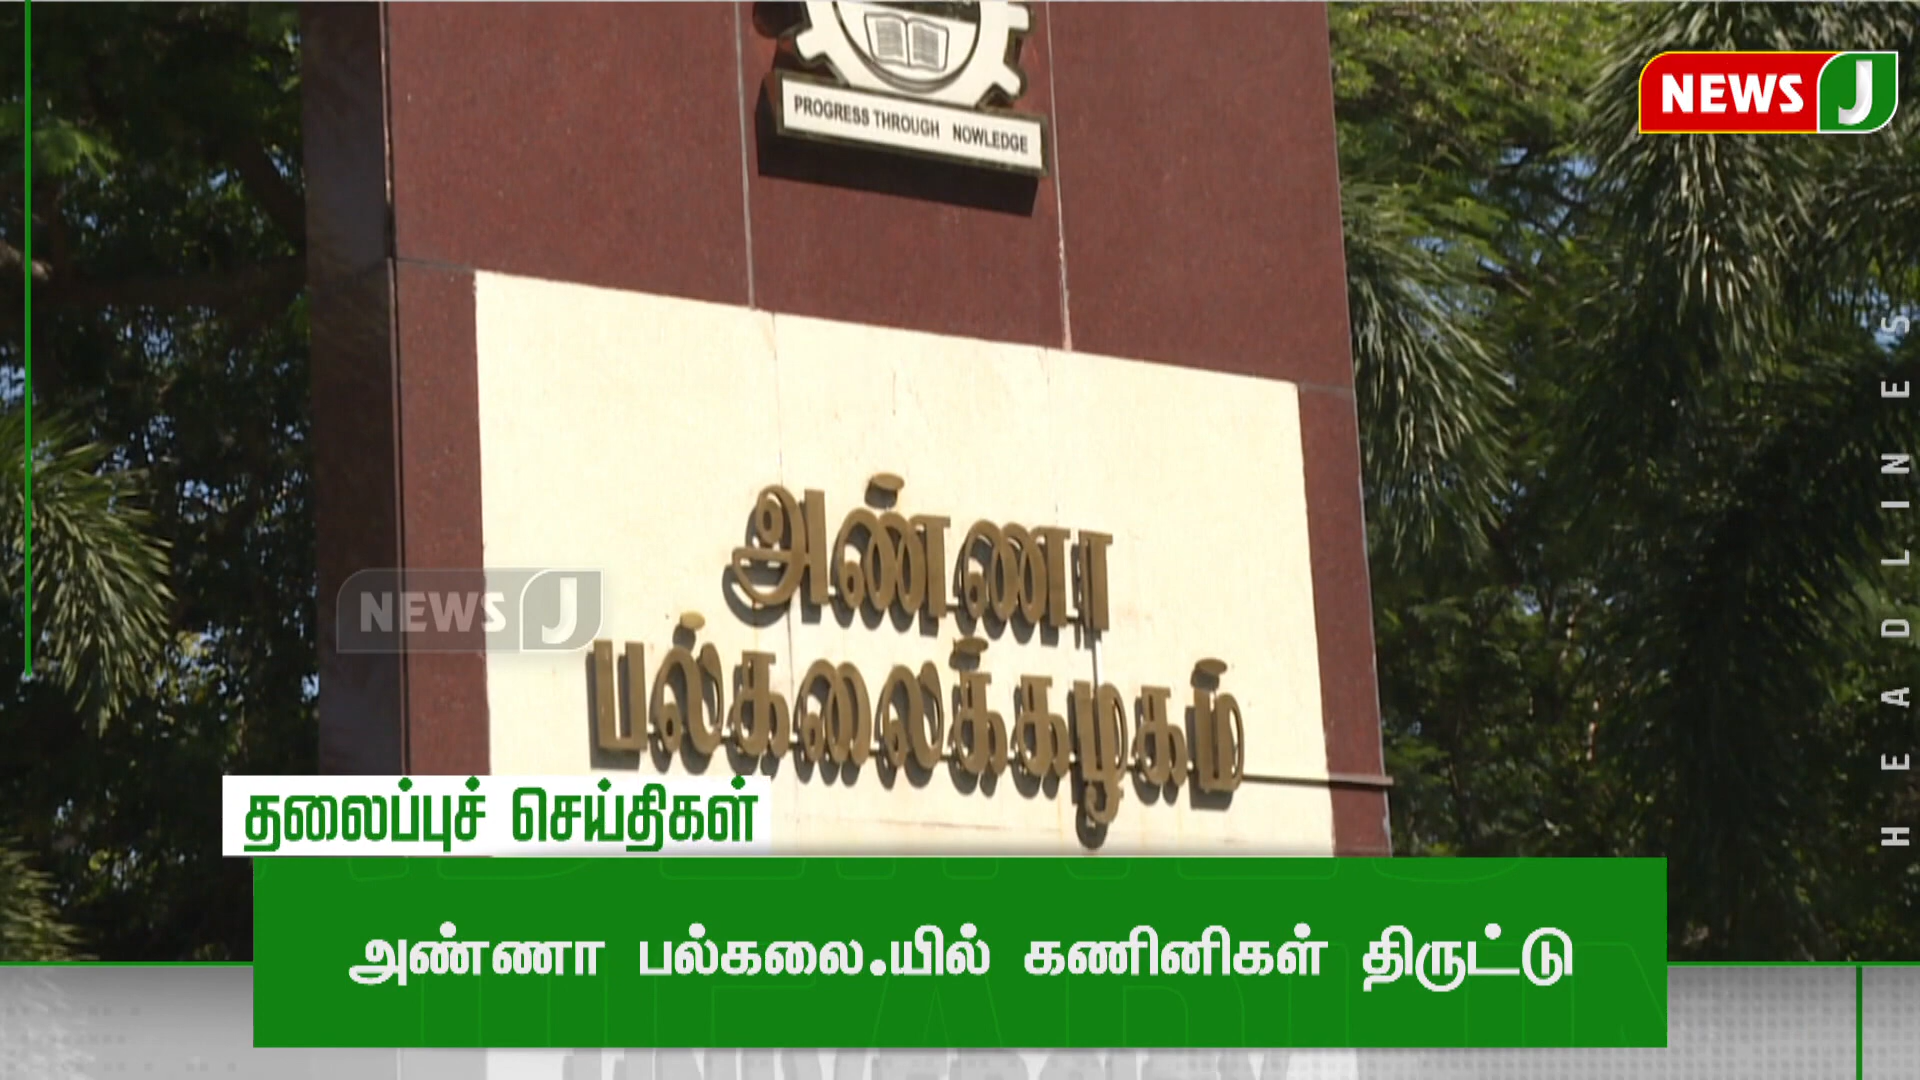 PROGRESS THROUGH NOWLEDGE
NEWS J
அண்ணா
பல்கலைக்கழகம்
NEWS J
HEADLINES
தலைப்புச் செய்திகள்
அண்ணா பல்கலை.யில் கணினிகள் திருட்டு